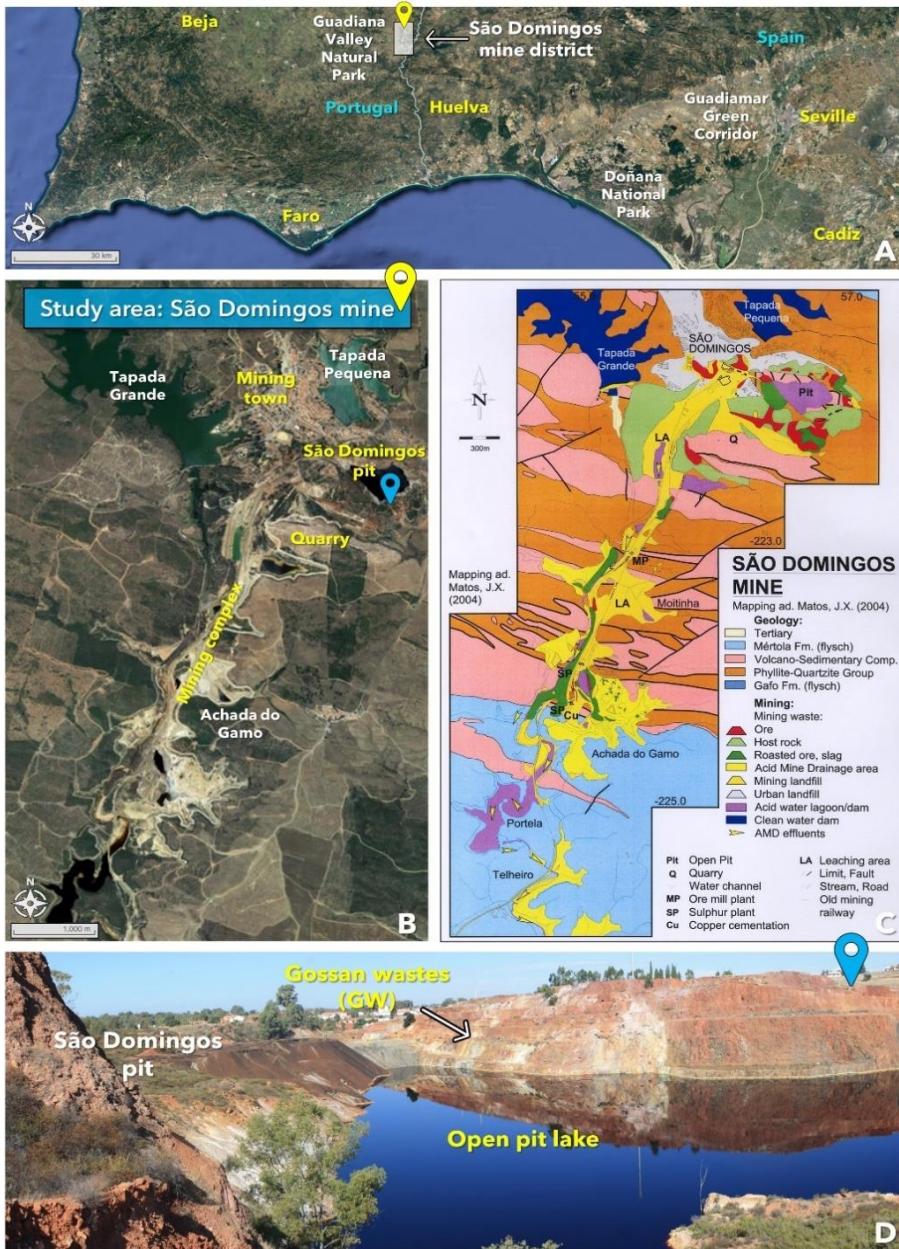 Beja
Guadiana
Valley
Natural
Park
São Domingos
mine district
Spain
Portugal
Huelva
Guadiamar
Green
Corridor
Seville
Doñana
National
Park
Faro
Cadiz
N
30 km
A
Study area: São Domingos mine
Tapada
Grande
Mining
town
Tapada
Pequena
São Domingos
pit
Quarry
Mining complex
Achada do
Gamo
N
1,000 m
B
57.0
Tapada
Pequena
SÃO
DOMINGOS
Tapada
Grande
Pit
N
300m
LA
Q
-223.0
MP
Mapping ad.
Matos, J.X.
(2004)
LA
Moitinha
SP
SP
Cu
Achada do Gamo
-225.0
Portela
Telheiro
SÃO DOMINGOS
MINE
Mapping ad. Matos, J.X. (2004)
Geology:
Tertiary
Mértola Fm. (flysch)
Volcano-Sedimentary Comp.
Phyllite-Quartzite Group
Gafo Fm. (flysch)
Mining:
Mining waste:
Ore
Host rock
Roasted ore, slag
Acid Mine Drainage area
Mining landfill
Urban landfill
Acid water lagoon/dam
Clean water dam
AMD effluents
Pit Open Pit
Q Quarry
Water channel
MP Ore mill plant
SP Sulphur plant
Cu Copper cementation
LA Leaching area
Limit, Fault
Stream, Road
Old mining
railway
C
Gossan wastes
(GW)
São Domingos
pit
Open pit lake
D